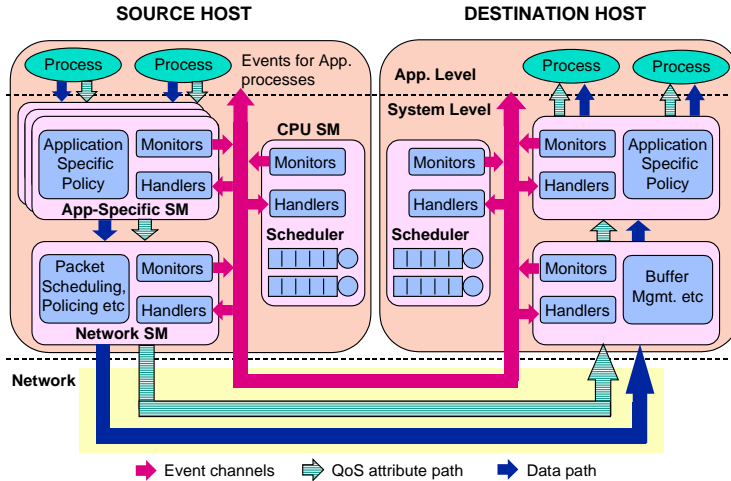 SOURCE HOST
DESTINATION HOST
Process
Process
Events for App.
processes
App. Level
Process
Process
System Level
CPU SM
Application
Specific
Policy
Monitors
Handlers
App-Specific SM
Monitors
Handlers
Scheduler
Monitors
Handlers
Scheduler
Monitors
Handlers
Application
Specific
Policy
Packet
Scheduling,
Policing etc
Monitors
Handlers
Network SM
Monitors
Handlers
Buffer
Mgmt. etc
Network
Event channels
QoS attribute path
Data path